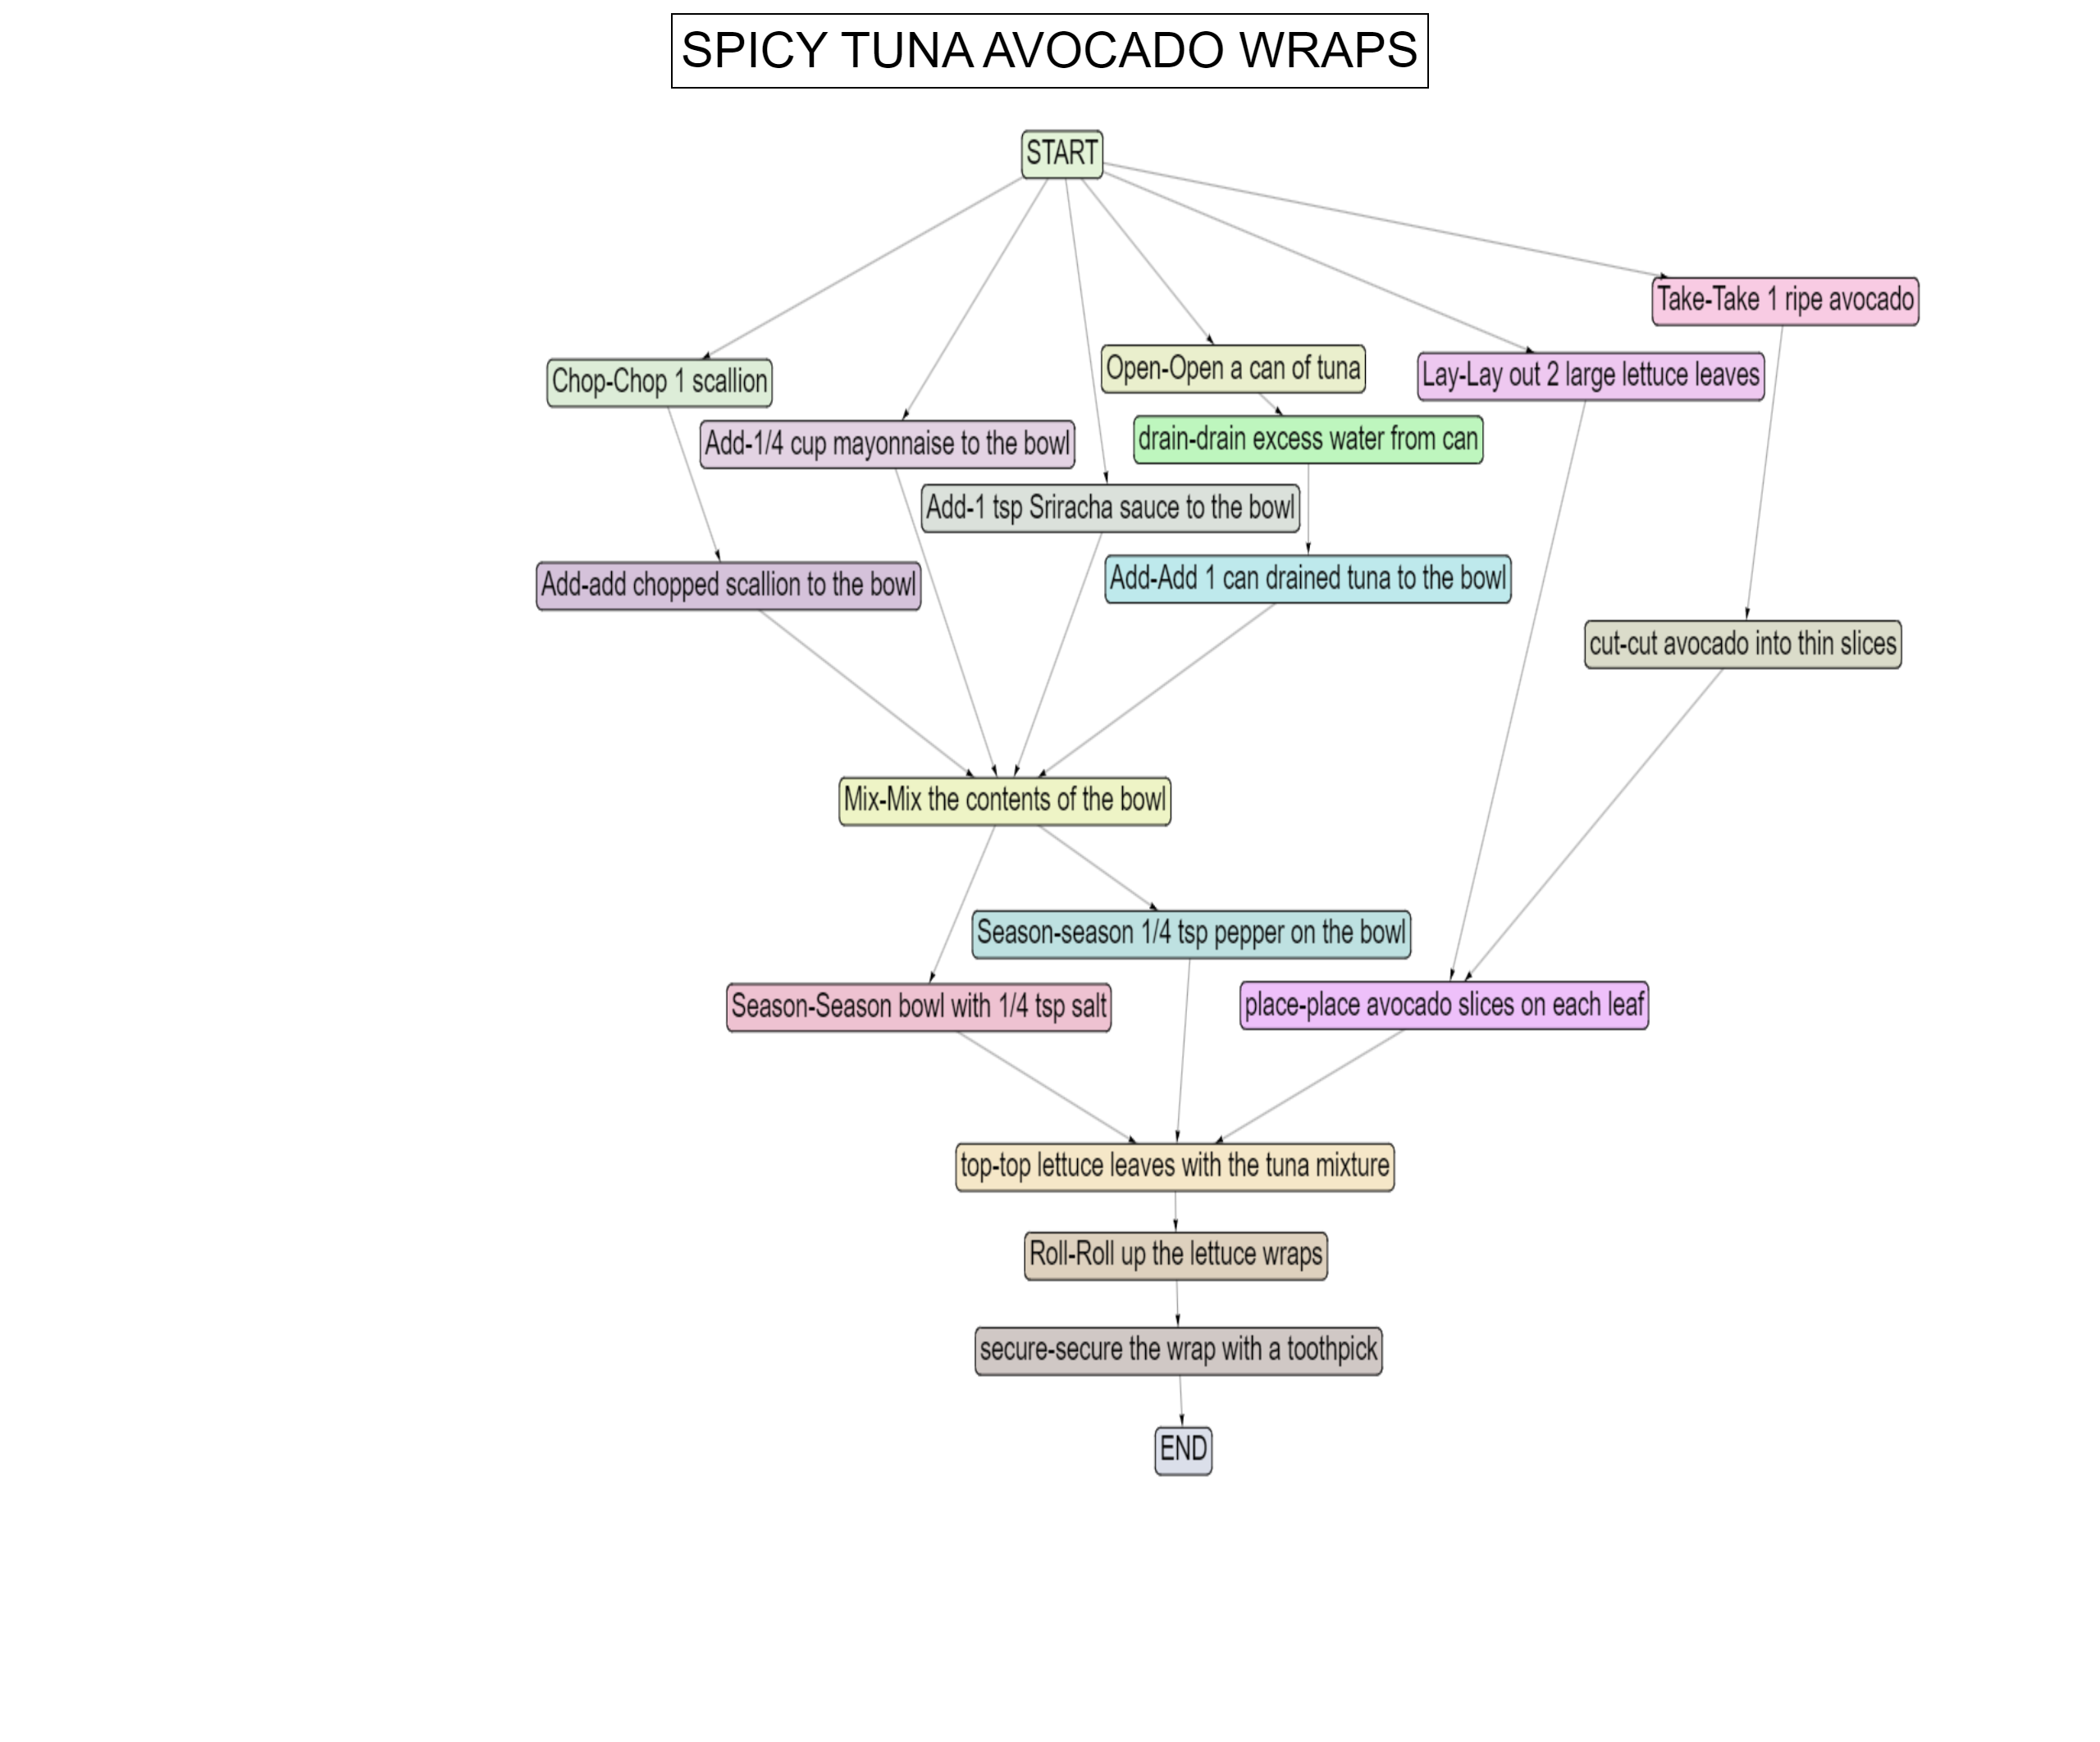 SPICY TUNA AVOCADO WRAPS
START
Take-Take 1 ripe avocado
Chop-Chop 1 scallion
Open-Open a can of tuna
Lay-Lay out 2 large lettuce leaves
Add-1/4 cup mayonnaise to the bowl
drain-drain excess water from can
Add-1 tsp Sriracha sauce to the bowl
Add-add chopped scallion to the bowl
Add-Add 1 can drained tuna to the bowl
cut-cut avocado into thin slices
Mix-Mix the contents of the bowl
Season-season 1/4 tsp pepper on the bowl
Season-Season bowl with 1/4 tsp salt
place-place avocado slices on each leaf
top-top lettuce leaves with the tuna mixture
Roll-Roll up the lettuce wraps
secure-secure the wrap with a toothpick
END